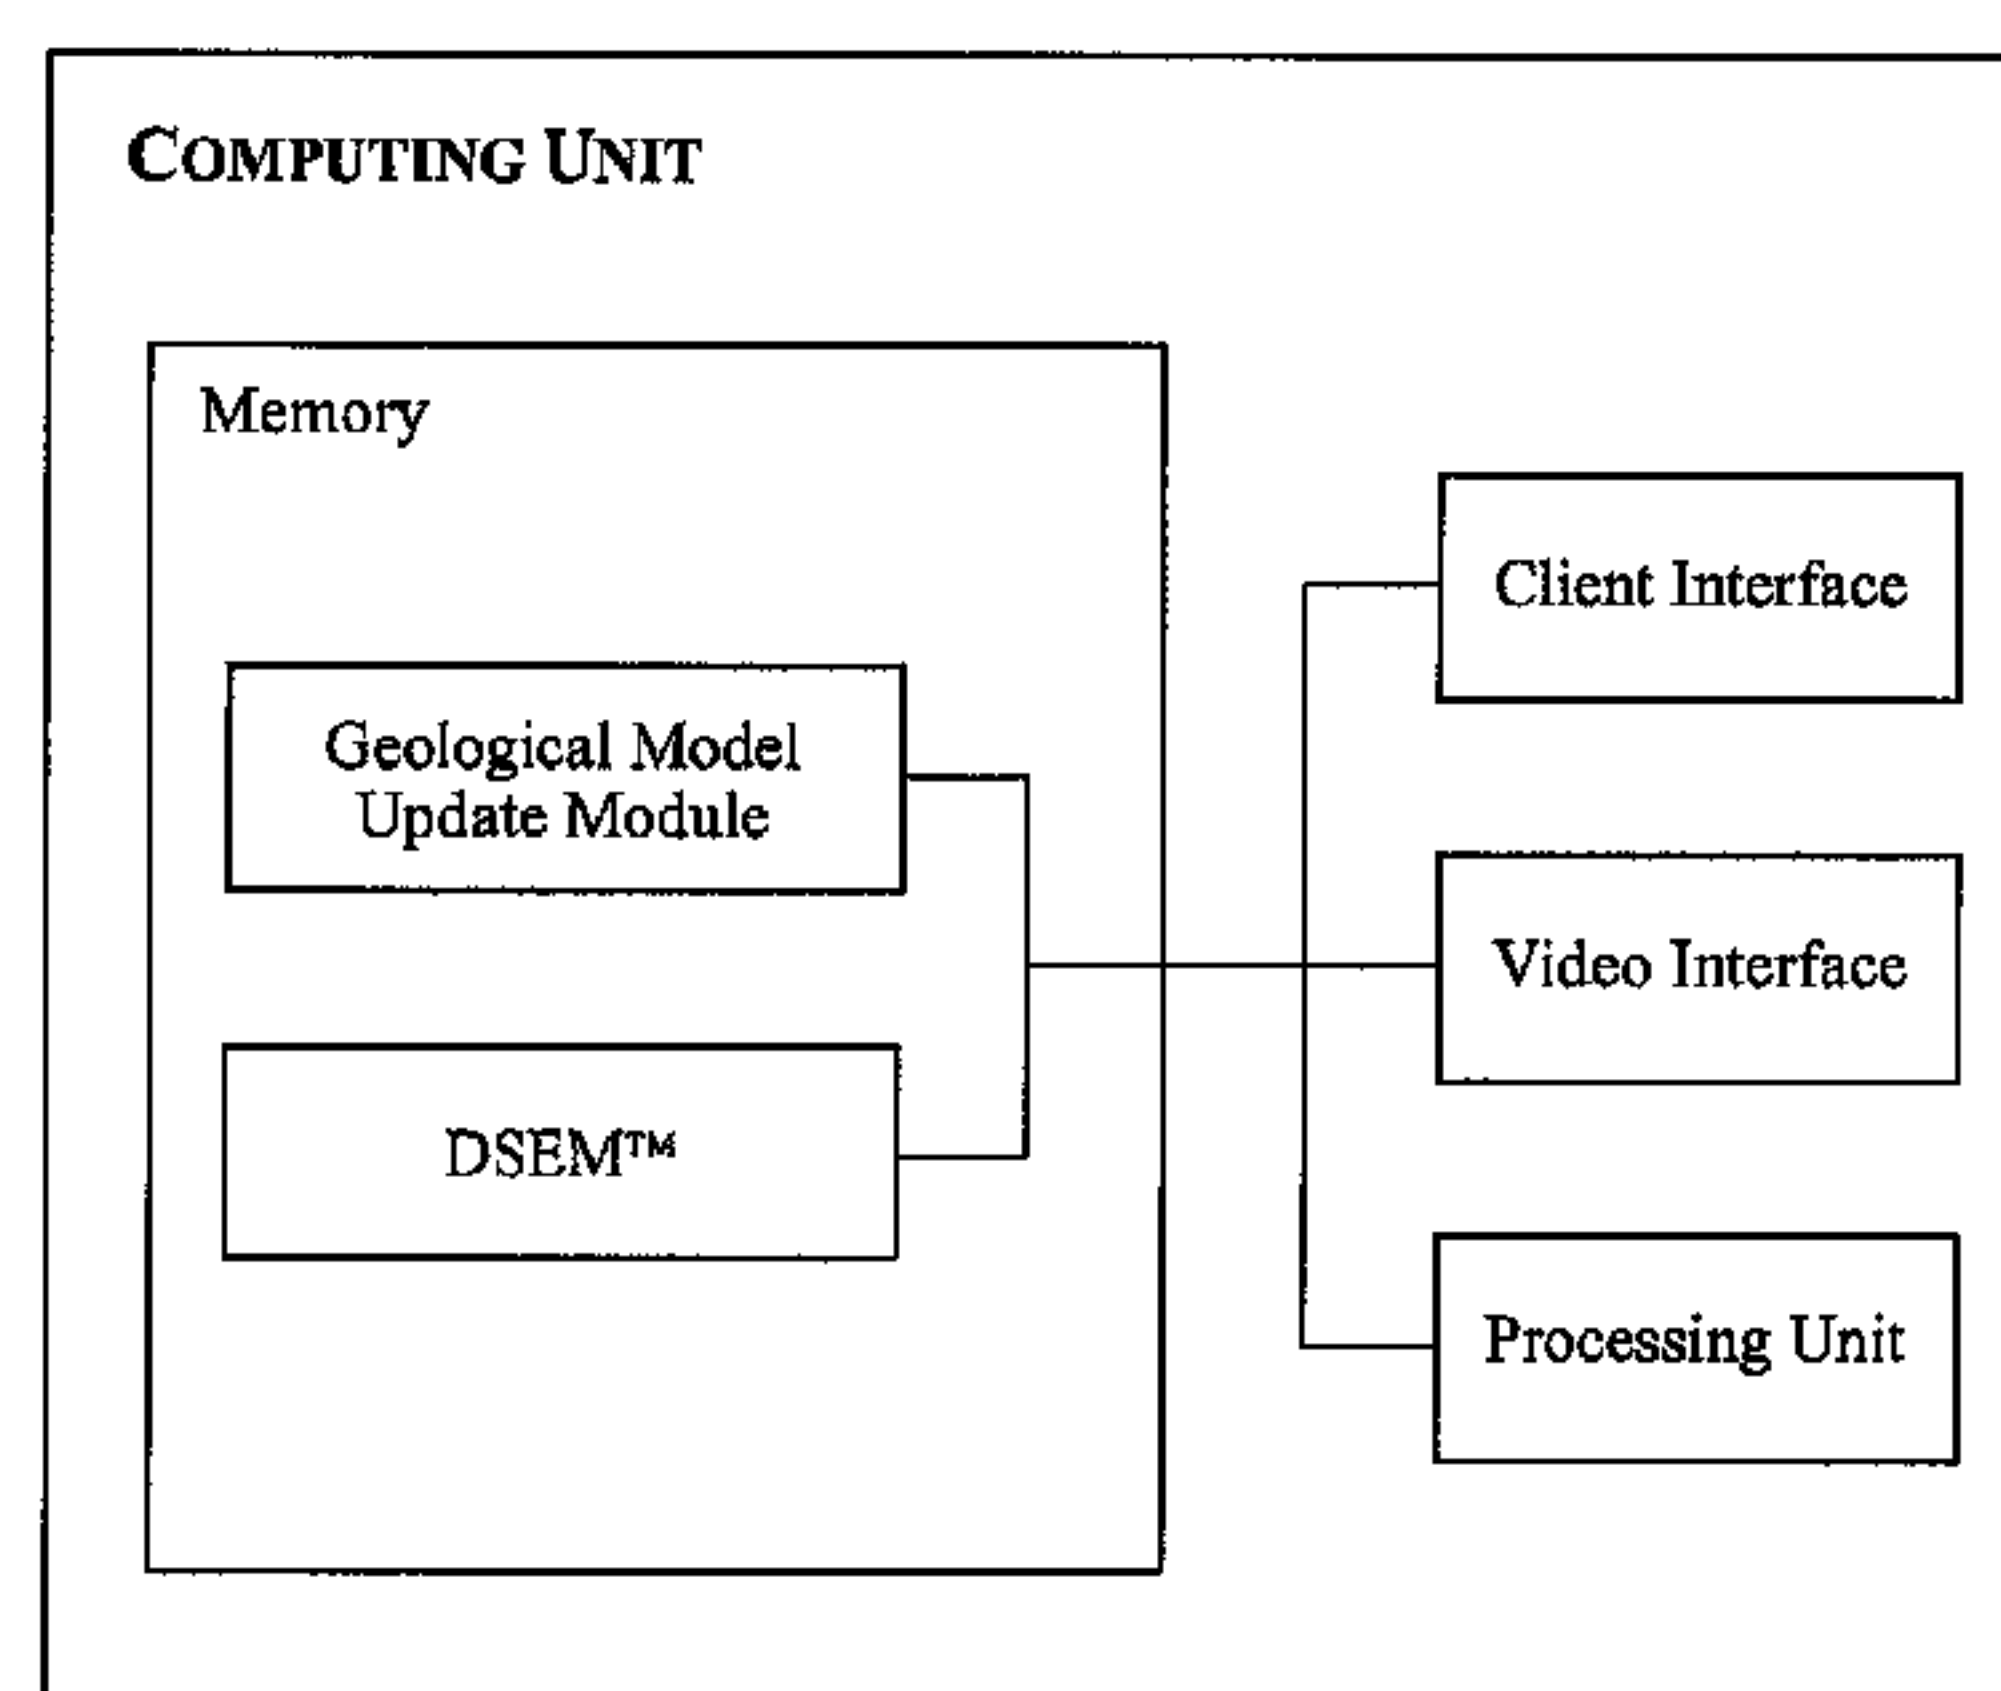 COMPUTING UNIT
Memory
Geological Model
Update Module
DSEM™
Client Interface
Video Interface
Processing Unit